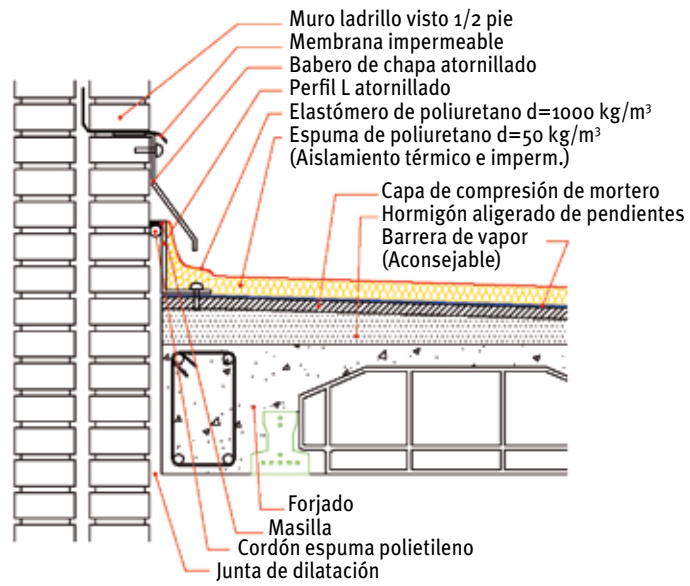 Muro ladrillo visto 1/2 pie
Membrana impermeable
Babero de chapa atornillado
Perfil L atornillado
Elastómero de poliuretano d=1000 kg/m³
Espuma de poliuretano d=50 kg/m³
(Aislamiento térmico e imperm.)
Capa de compresión de mortero
Hormigón aligerado de pendientes
Barrera de vapor
(Aconsejable)
Forjado
Masilla
Cordón espuma polietileno
Junta de dilatación